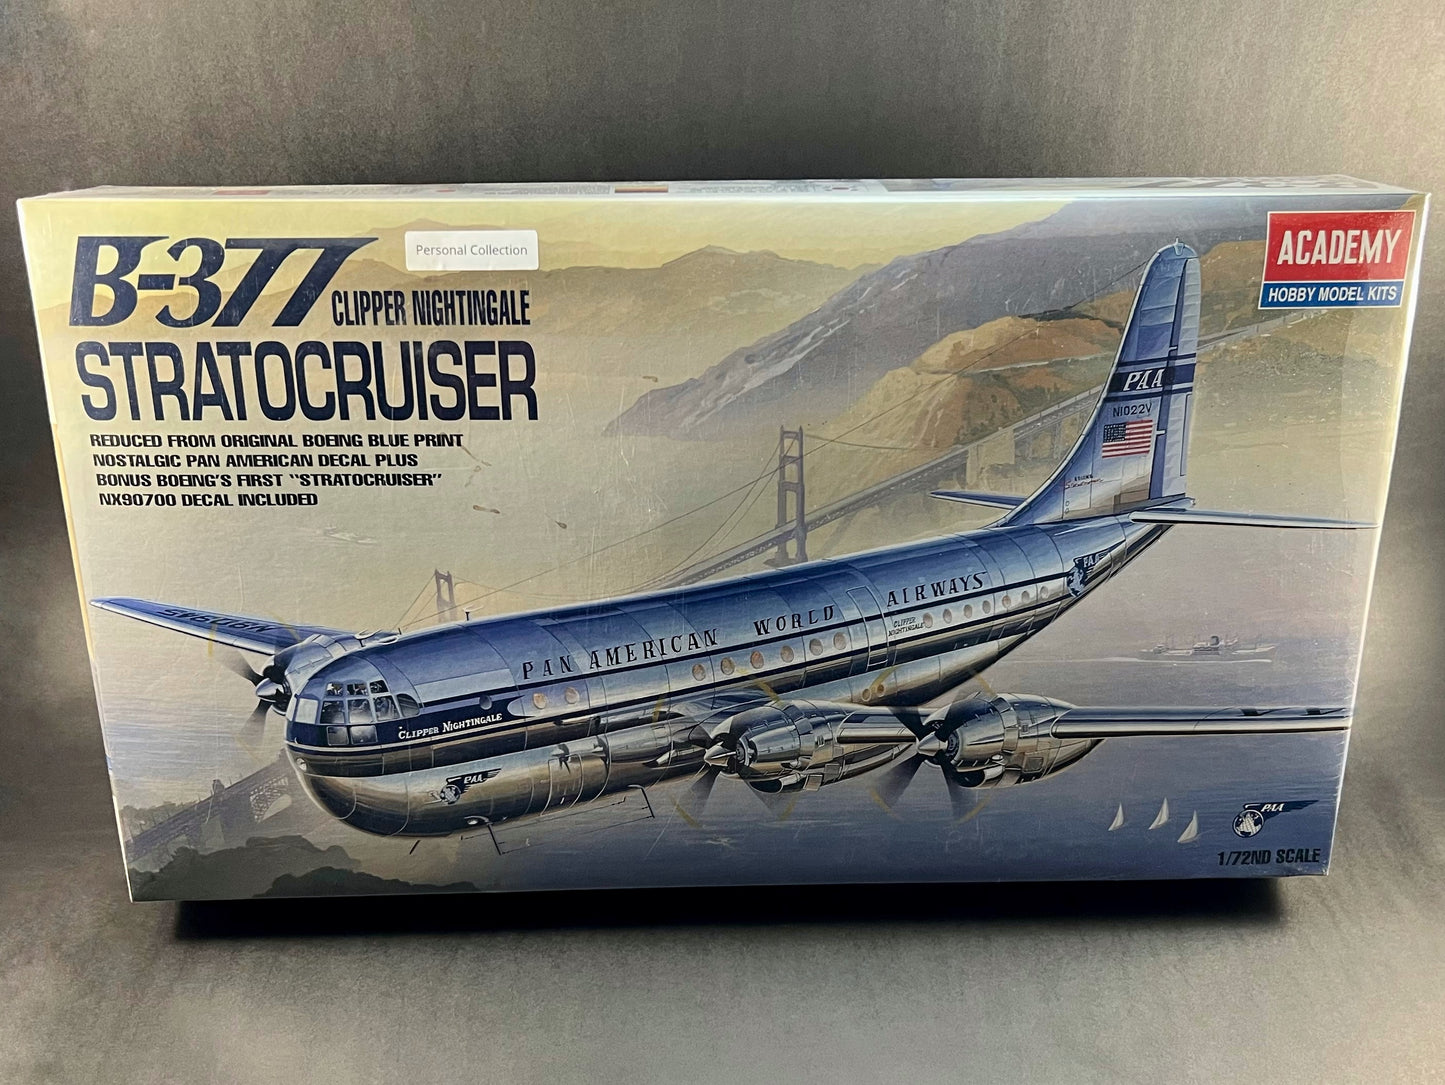 B-377
Personal Collection
CLIPPER NIGHTINGALE
STRATOCRUISER
REDUCED FROM ORIGINAL BOEING BLUE PRINT
NOSTALGIC PAN AMERICAN DECAL PLUS
BONUS BOEING'S FIRST "STRATOCRUISER"
NX90700 DECAL INCLUDED
ACADEMY
HOBBY MODEL KITS
PAA
N1022V
PAA
PAN AMERICAN WORLD AIRWAYS
CLIPPER
NIGHTINGALE
CLIPPER NIGHTINGALE
PAA
PAA
1/72ND SCALE